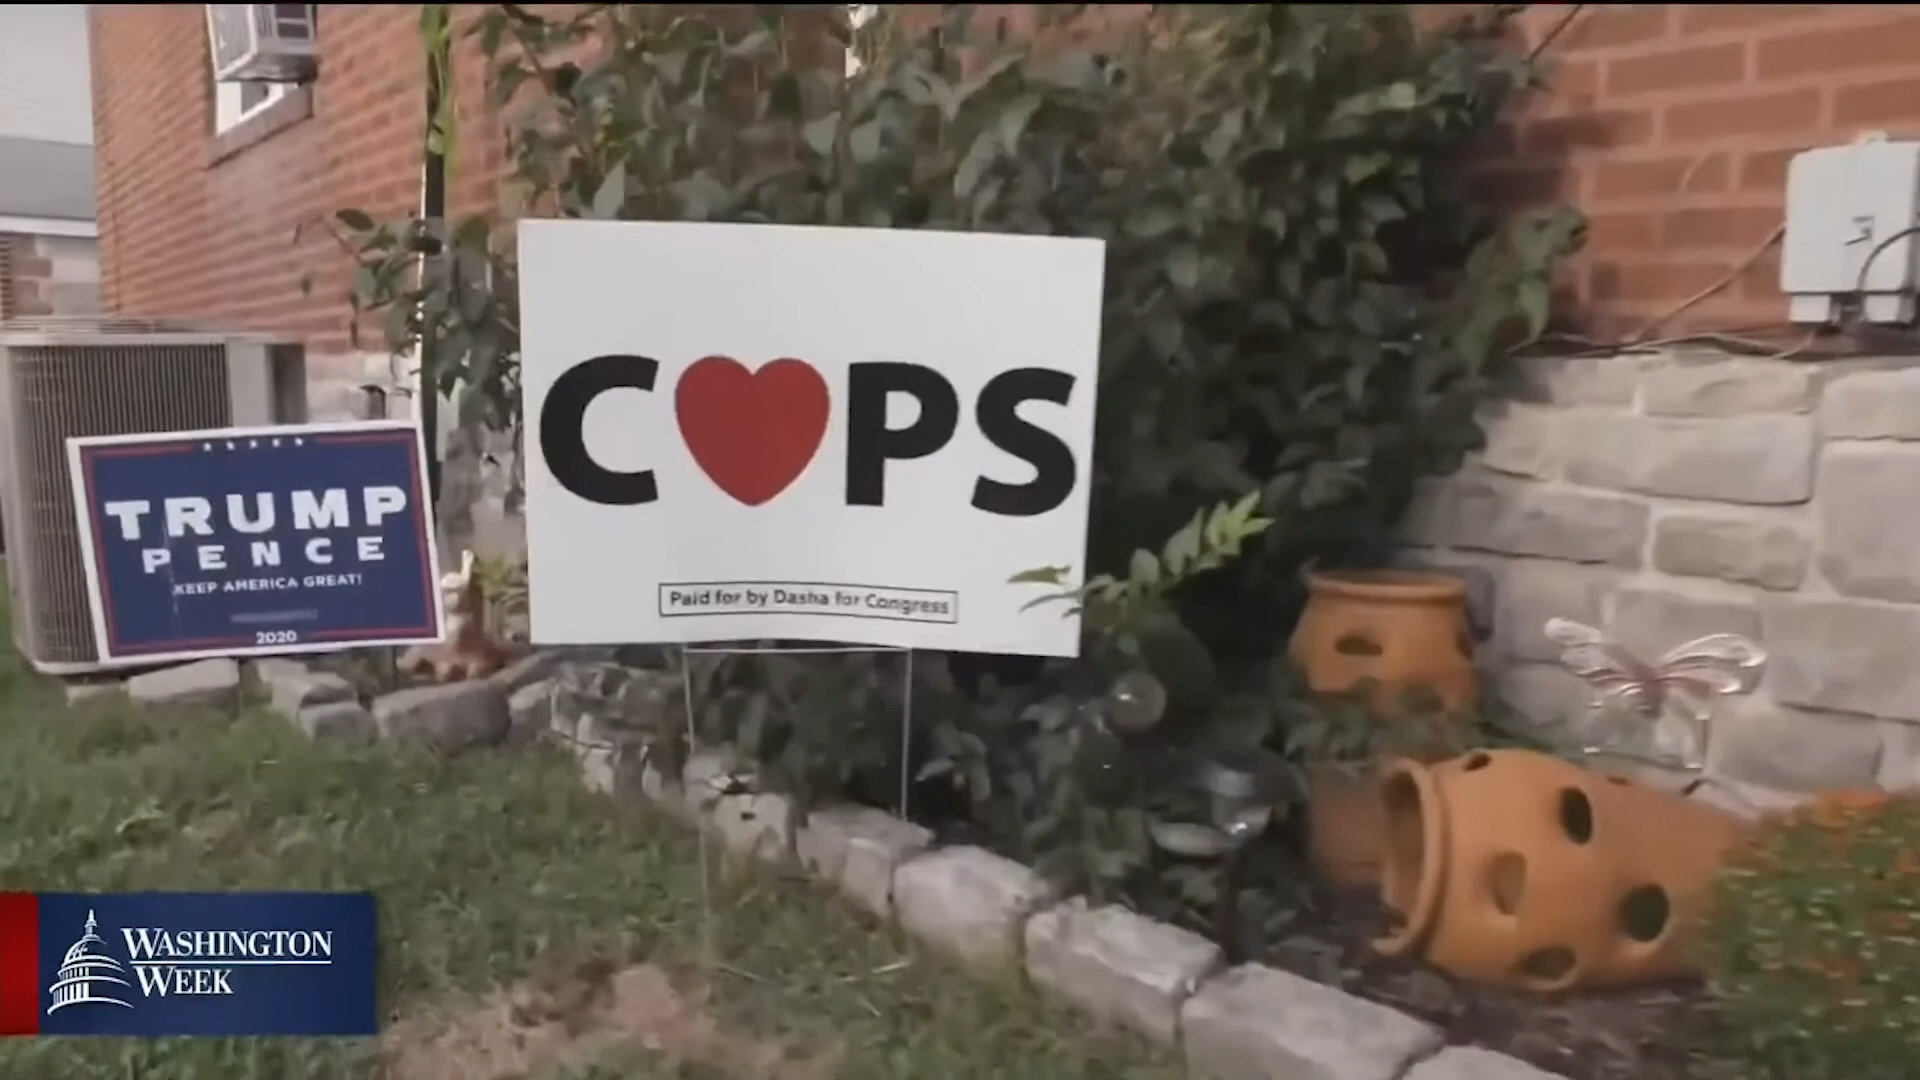 TRUMP
PENCE
KEEP AMERICA GREAT!
2020
C♥PS
Paid for by Dasha for Congress
WASHINGTON
WEEK